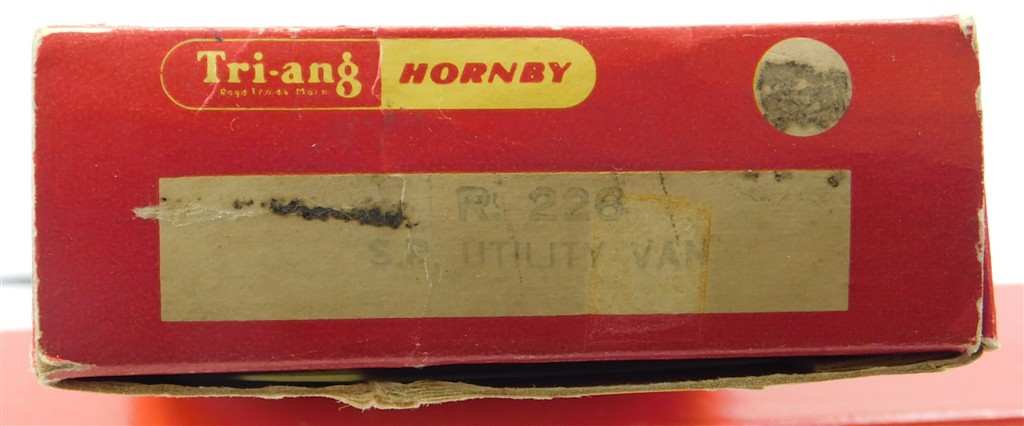 Tri-ang HORNBY
Regd Trade Mark
R. 226
S.R. UTILITY VAN